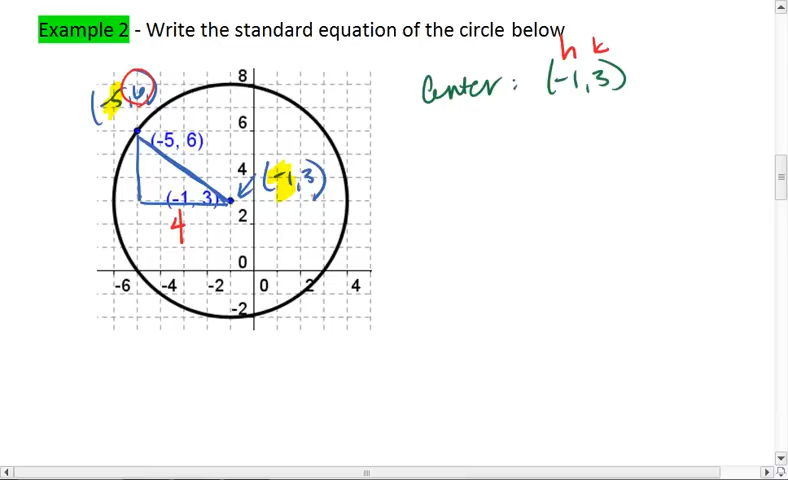 Example 2 - Write the standard equation of the circle below
h k
Center: (-1, 3)
(-5, 6)
8
6
(-5, 6)
4
(-1, 3)
(-1, 3)
4
2
0
-6 -4 -2 0 2 4
-2